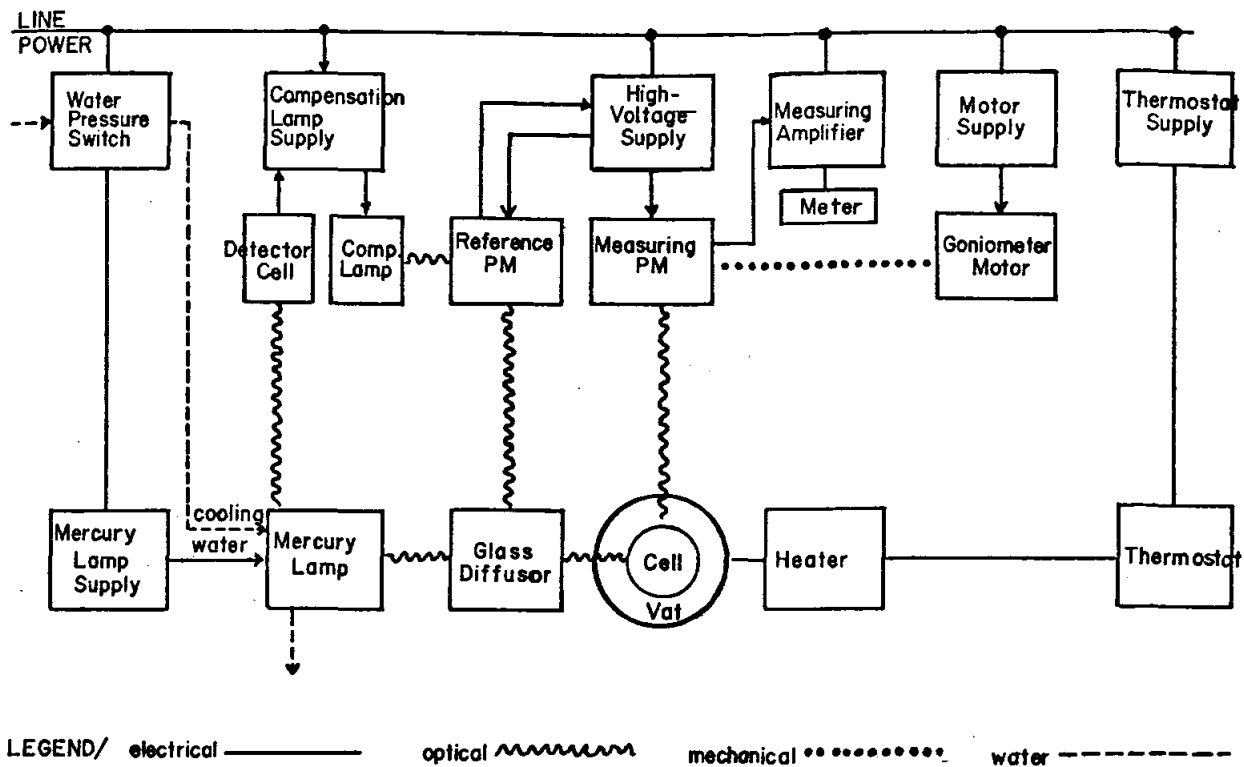 LINE
POWER
Water
Pressure
Switch
Compensation
Lamp
Supply
High-
Voltage
Supply
Measuring
Amplifier
Motor
Supply
Thermostat
Supply
Meter
Detector
Cell
Comp.
Lamp
Reference
PM
Measuring
PM
Goniometer
Motor
cooling
water
Mercury
Lamp
Supply
Mercury
Lamp
Glass
Diffusor
Cell
Vat
Heater
Thermostat
LEGEND/ electrical optical mechanical water